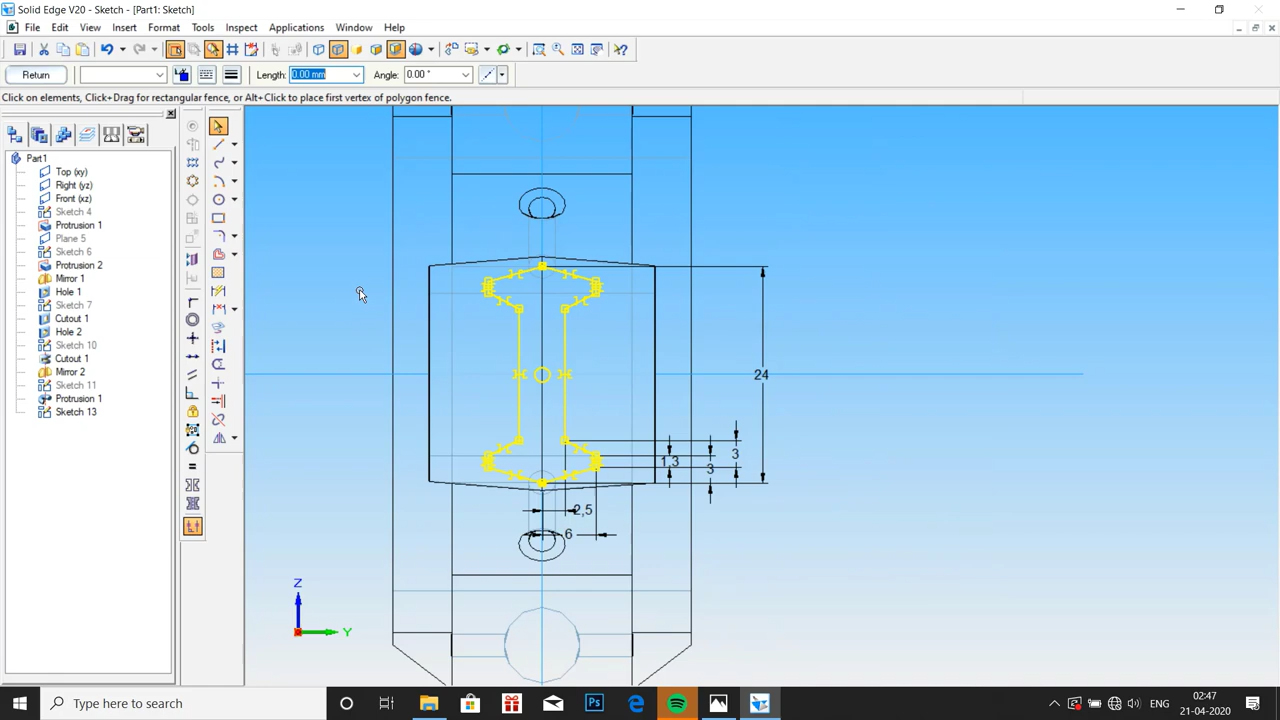 Solid Edge V20 - Sketch - [Part1: Sketch]
File Edit View Insert Format Tools Inspect Applications Window Help
Return Length: 0.00 mm Angle: 0.00 °
Click on elements, Click+Drag for rectangular fence, or Alt+Click to place first vertex of polygon fence.
Part1
Top (xy)
Right (yz)
Front (xz)
Sketch 4
Protrusion 1
Plane 5
Sketch 6
Protrusion 2
Mirror 1
Hole 1
Sketch 7
Cutout 1
Hole 2
Sketch 10
Cutout 1
Mirror 2
Sketch 11
Protrusion 1
Sketch 13
24
3
1,3
3
2,5
6
Z
Y
Type here to search
02:47
21-04-2020